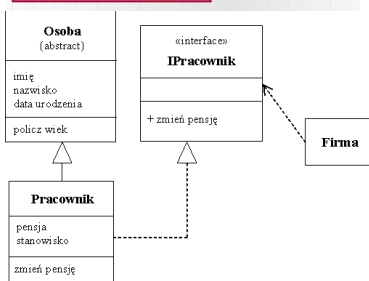 Osoba
(abstract)
imię
nazwisko
data urodzenia
policz wiek
«interface»
IPracownik
+ zmień pensję
Firma
Pracownik
pensja
stanowisko
zmień pensję